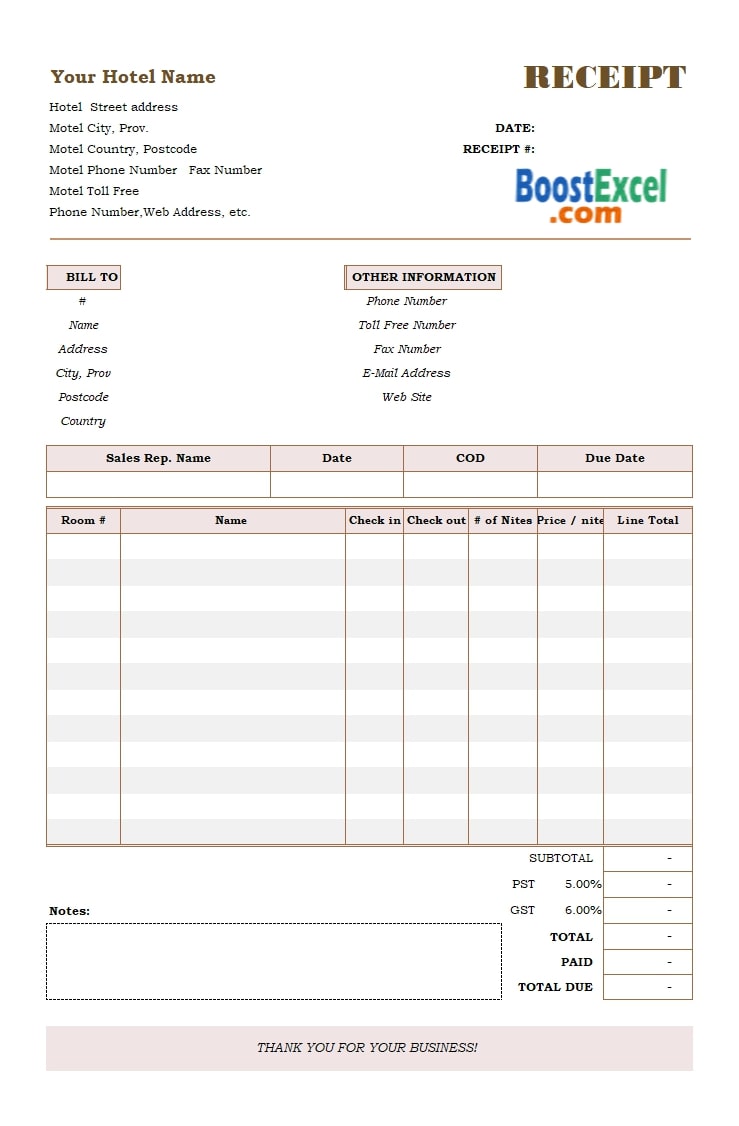 Your Hotel Name
RECEIPT
Hotel  Street address
Motel City, Prov.
DATE:
Motel Country, Postcode
RECEIPT #:
Motel Phone Number   Fax Number
Motel Toll Free
Phone Number,Web Address, etc.
BoostExcel
.com
BILL TO
OTHER INFORMATION
#
Phone Number
Name
Toll Free Number
Address
Fax Number
City, Prov
E-Mail Address
Postcode
Web Site
Country
Sales Rep. Name Date COD Due Date
Room # Name Check in Check out # of Nites Price / nite Line Total
SUBTOTAL -
PST 5.00% -
Notes:
GST 6.00% -
TOTAL -
PAID -
TOTAL DUE -
THANK YOU FOR YOUR BUSINESS!